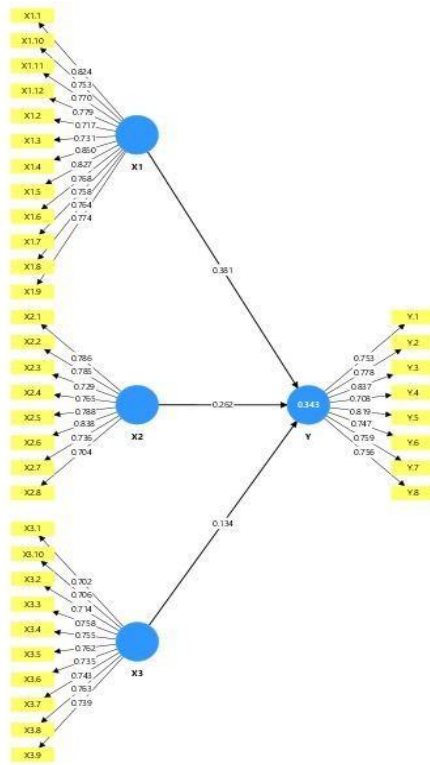 X1.1
X1.10
X1.11
X1.12
X1.2
X1.3
X1.4
X1.5
X1.6
X1.7
X1.8
X1.9
0.824
0.753
0.770
0.779
0.717
0.731
0.850
0.827
0.768
0.758
0.764
0.774
X1
0.381
X2.1
X2.2
X2.3
X2.4
X2.5
X2.6
X2.7
X2.8
0.786
0.785
0.729
0.765
0.788
0.838
0.736
0.704
X2
0.262
0.343
Y
0.753
0.778
0.837
0.708
0.819
0.747
0.759
0.756
Y.1
Y.2
Y.3
Y.4
Y.5
Y.6
Y.7
Y.8
0.134
X3.1
X3.10
X3.2
X3.3
X3.4
X3.5
X3.6
X3.7
X3.8
X3.9
0.702
0.706
0.714
0.758
0.755
0.762
0.735
0.743
0.763
0.739
X3